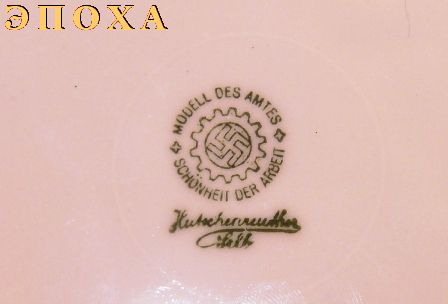 ЭПОХА
MODELL DES AMTES
SCHÖNHEIT DER ARBEIT
Hutschenreuther
Selb